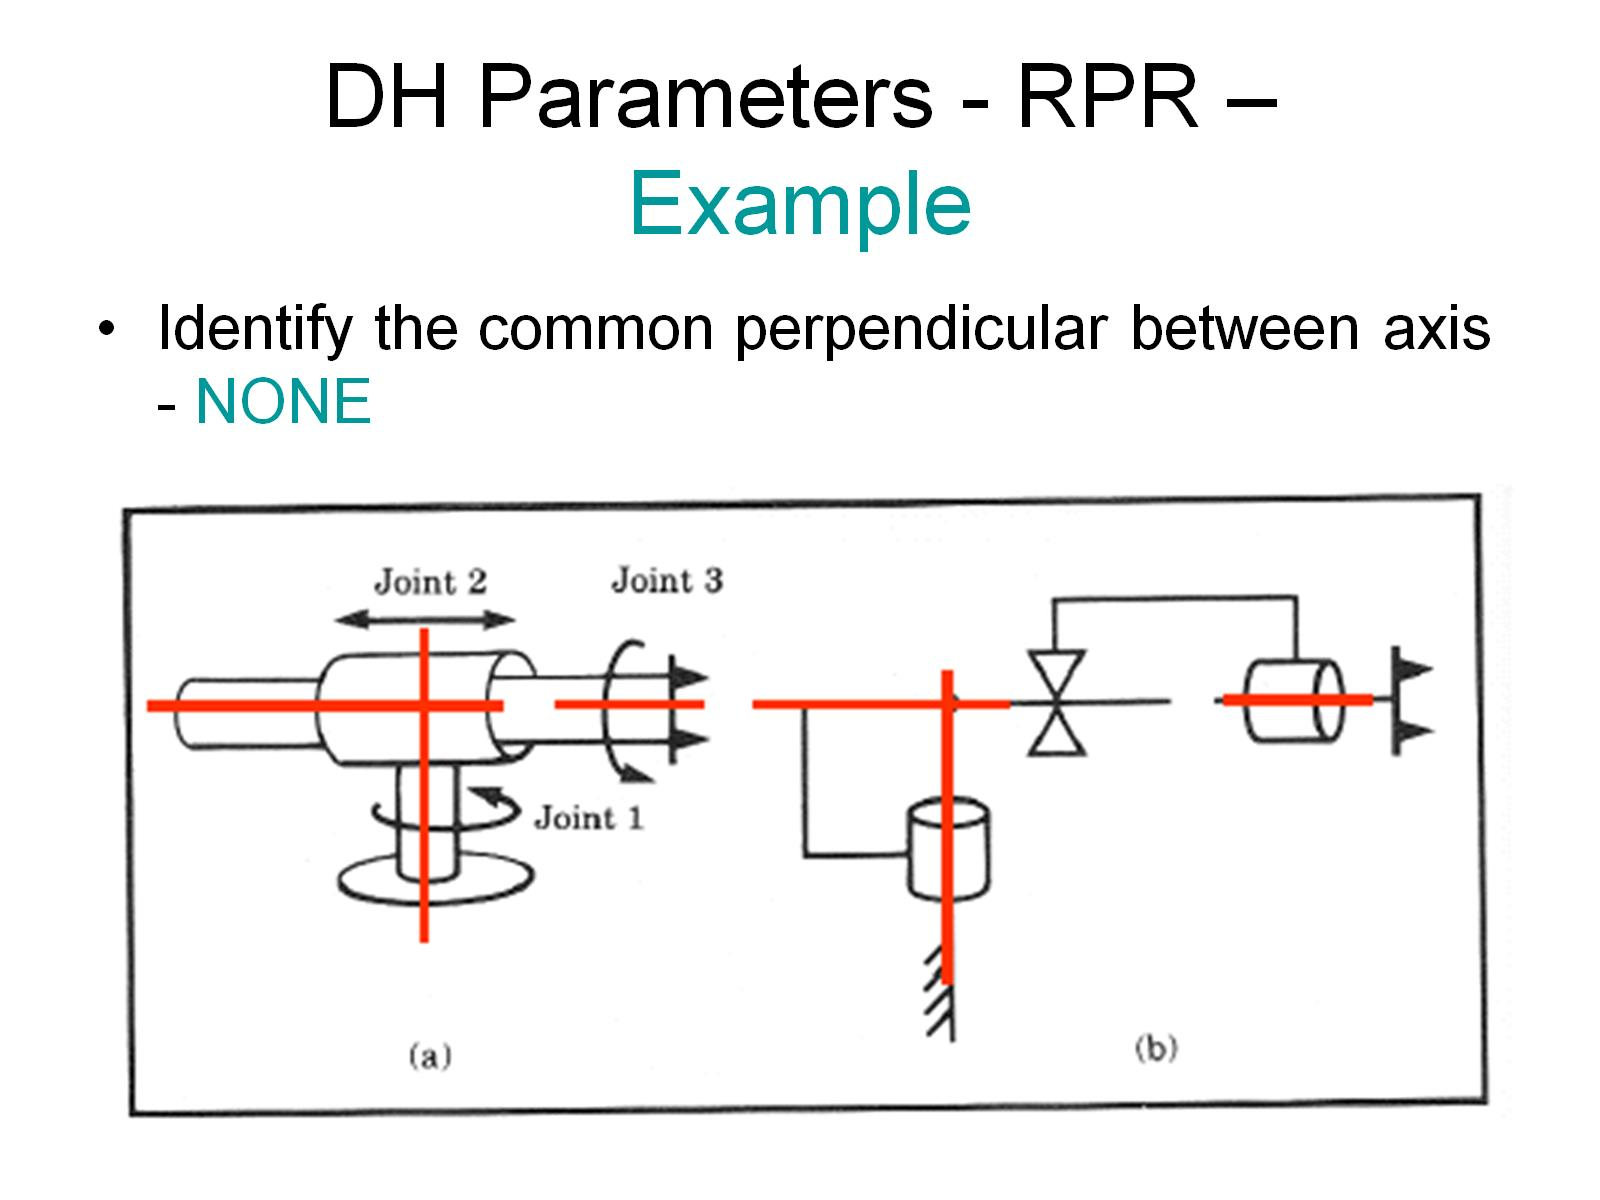 DH Parameters - RPR –
Example
• Identify the common perpendicular between axis
- NONE
Joint 2
Joint 3
Joint 1
(a)
(b)